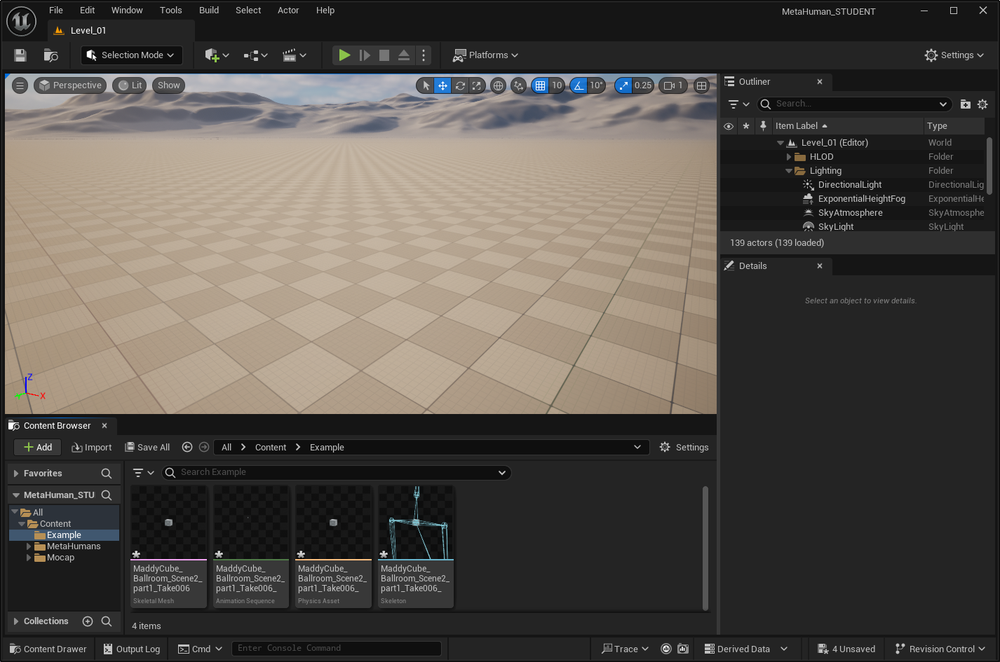 File Edit Window Tools Build Select Actor Help
MetaHuman_STUDENT
Level_01
Selection Mode
Platforms
Settings
Perspective Lit Show
10 10° 0.25 1
Z
X
Outliner
Search...
Item Label Type
Level_01 (Editor) World
HLOD Folder
Lighting Folder
DirectionalLight DirectionalLig
ExponentialHeightFog ExponentialHe
SkyAtmosphere SkyAtmosphe
SkyLight SkyLight
139 actors (139 loaded)
Details
Select an object to view details.
Content Browser
Add Import Save All All Content Example Settings
Favorites
MetaHuman_STU
All
Content
Example
MetaHumans
Mocap
Collections
Search Example
MaddyCube_
Ballroom_Scene2_
part1_Take006
Skeletal Mesh
MaddyCube_
Ballroom_Scene2_
part1_Take006_
Animation Sequence
MaddyCube_
Ballroom_Scene2_
part1_Take006_
Physics Asset
MaddyCube_
Ballroom_Scene2_
part1_Take006_
Skeleton
4 items
Content Drawer Output Log Cmd Enter Console Command Trace Derived Data 4 Unsaved Revision Control